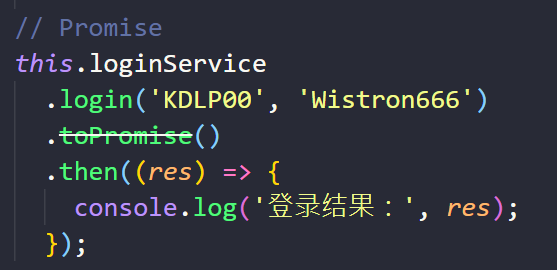 // Promise
this.loginService
.login('KDLP00', 'Wistron666')
.toPromise()
.then((res) => {
console.log('登录结果：', res);
});